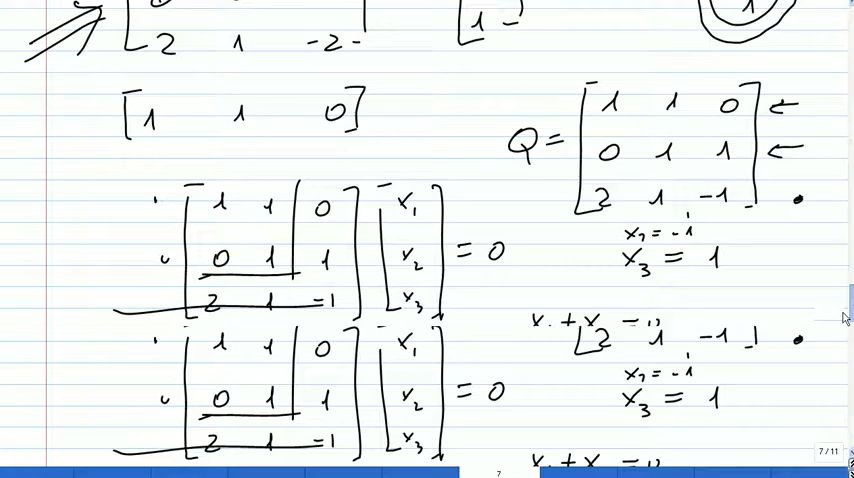 2 1 -2-
[1 -
1
[1 1 0]
Q = [1 1 0 ←
0 1 1 ←
2 1 -1] •
[1 1 | 0] [x₁
0 1 | 1] [x₂ = 0
2 1 -1] [x₃]
x₂ = -1
x₃ = 1
[2 1 -1] •
[1 1 | 0] [x₁
0 1 | 1] [x₂ = 0
2 1 -1] [x₃]
x₂ = -1
x₃ = 1
7 / 11
7